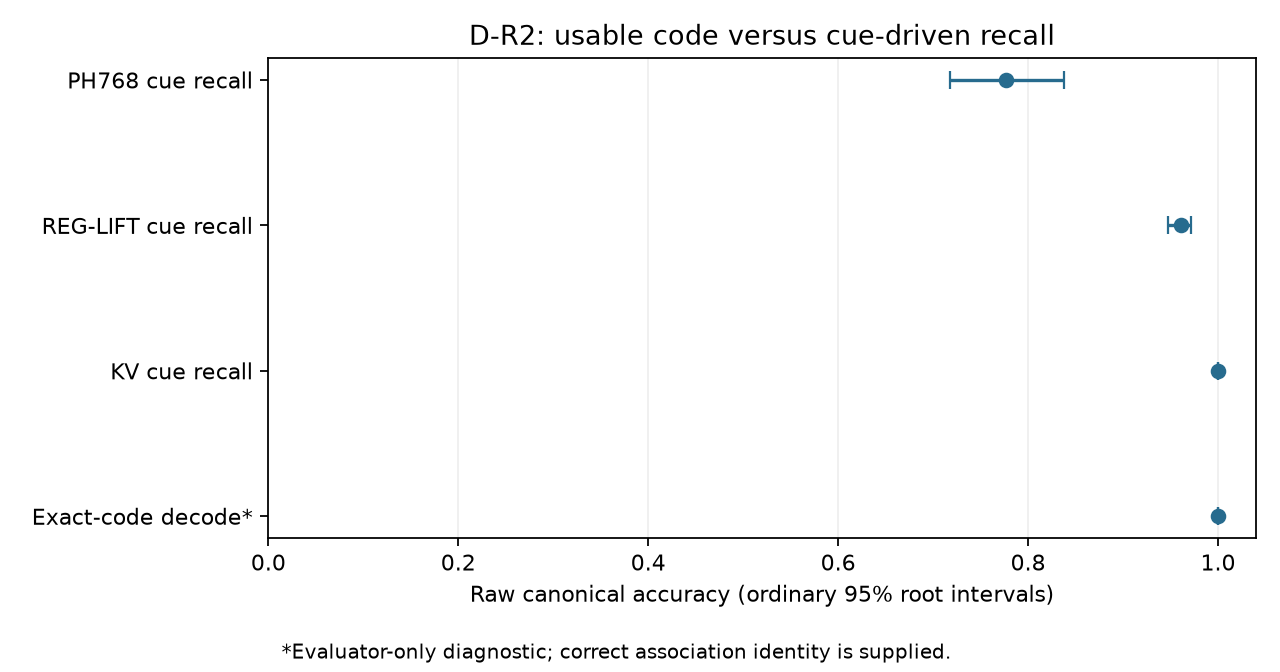 D-R2: usable code versus cue-driven recall
PH768 cue recall
REG-LIFT cue recall
KV cue recall
Exact-code decode*
0.0 0.2 0.4 0.6 0.8 1.0
Raw canonical accuracy (ordinary 95% root intervals)
*Evaluator-only diagnostic; correct association identity is supplied.